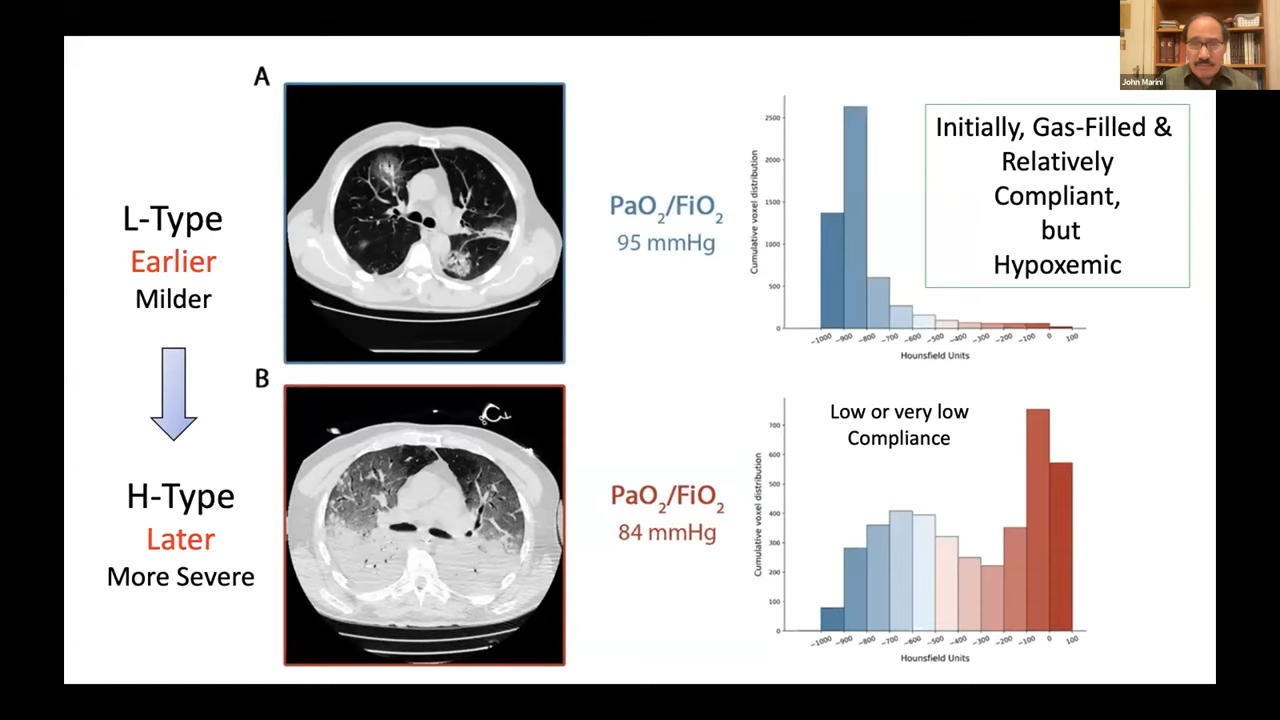 John Marini
A
L-Type
Earlier
Milder
PaO2/FiO2
95 mmHg
Cumulative voxel distribution
2500
2000
1500
1000
500
0
−1000
−900
−800
−700
−600
−500
−400
−300
−200
−100
0
100
Hounsfield Units
Initially, Gas-Filled &
Relatively
Compliant,
but
Hypoxemic
B
H-Type
Later
More Severe
PaO2/FiO2
84 mmHg
Low or very low
Compliance
Cumulative voxel distribution
700
600
500
400
300
200
100
0
−1000
−900
−800
−700
−600
−500
−400
−300
−200
−100
0
100
Hounsfield Units